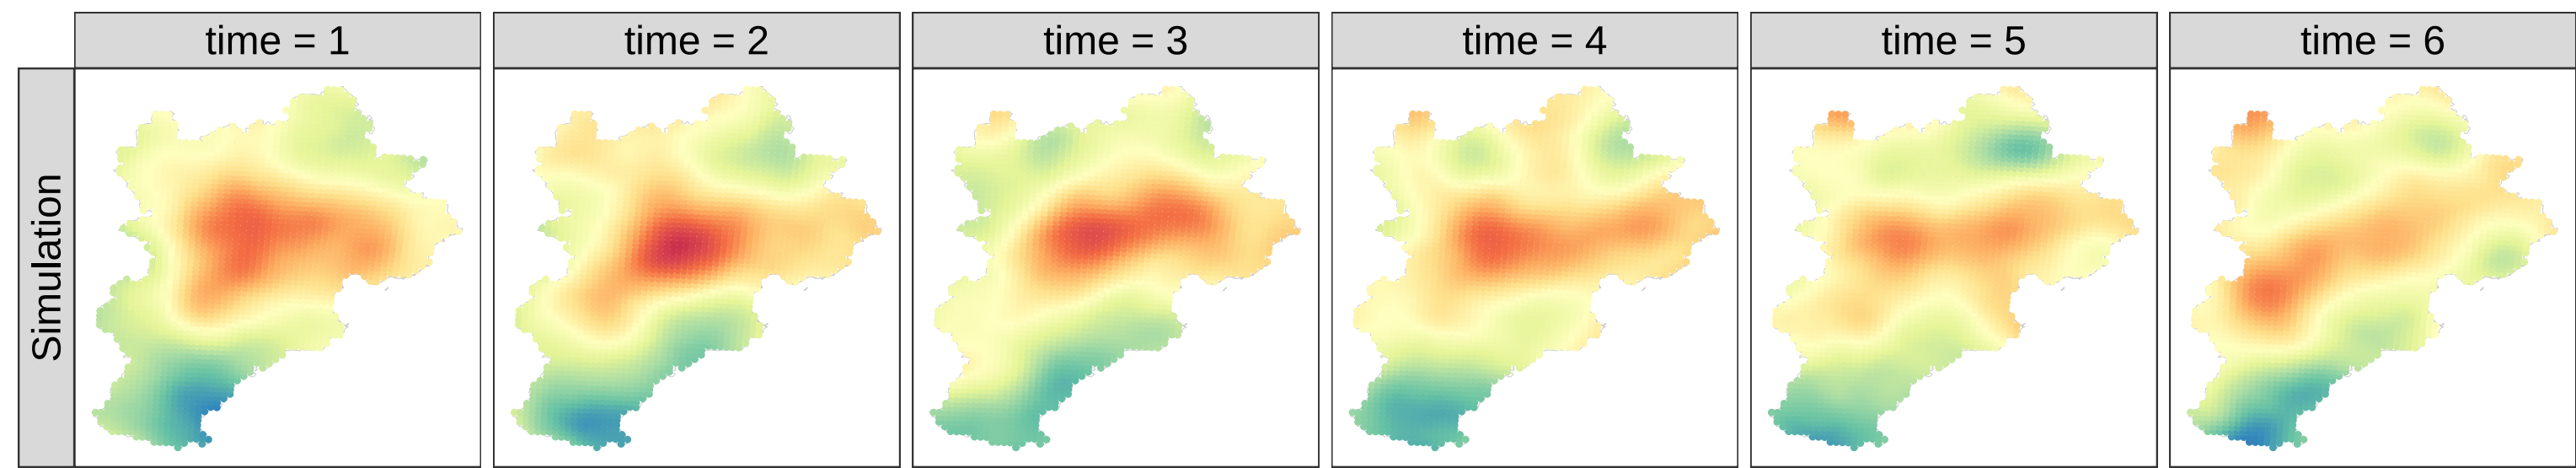 time = 1
time = 2
time = 3
time = 4
time = 5
time = 6
Simulation